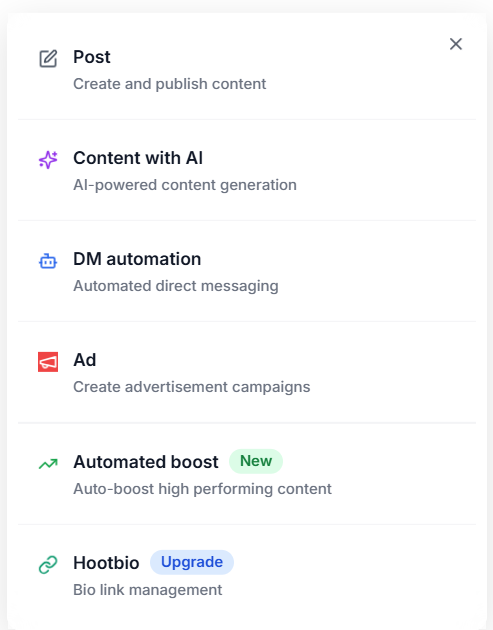 Post
Create and publish content
Content with AI
AI-powered content generation
DM automation
Automated direct messaging
Ad
Create advertisement campaigns
Automated boost New
Auto-boost high performing content
Hootbio Upgrade
Bio link management